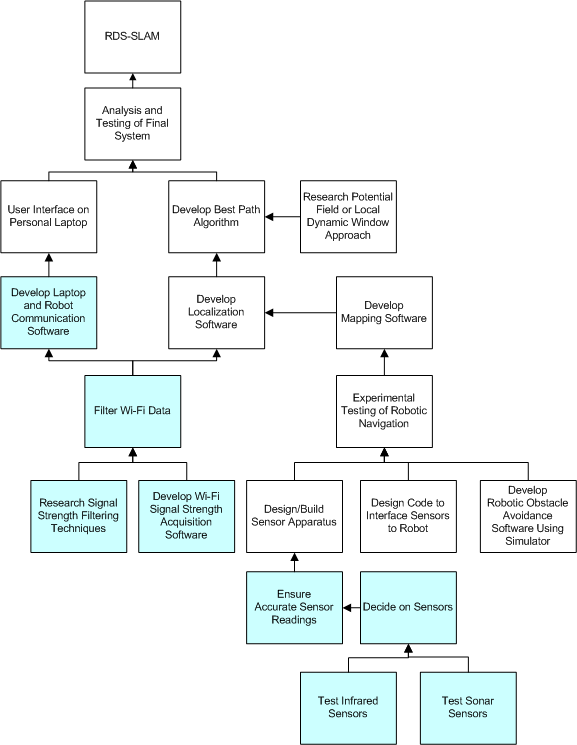 RDS-SLAM
Analysis and
Testing of Final
System
User Interface on
Personal Laptop
Develop Best Path
Algorithm
Research Potential
Field or Local
Dynamic Window
Approach
Develop Laptop
and Robot
Communication
Software
Develop
Localization
Software
Develop
Mapping Software
Filter Wi-Fi Data
Experimental
Testing of Robotic
Navigation
Research Signal
Strength Filtering
Techniques
Develop Wi-Fi
Signal Strength
Acquisition
Software
Design/Build
Sensor Apparatus
Design Code to
Interface Sensors
to Robot
Develop
Robotic Obstacle
Avoidance
Software Using
Simulator
Ensure
Accurate Sensor
Readings
Decide on Sensors
Test Infrared
Sensors
Test Sonar
Sensors